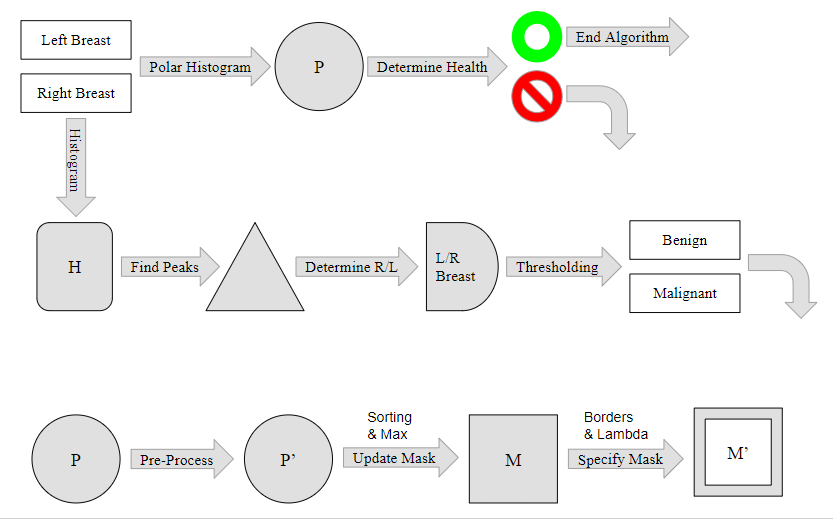 Left Breast
Polar Histogram
P
Determine Health
End Algorithm
Right Breast
Histogram
H
Find Peaks
Determine R/L
L/R
Breast
Thresholding
Benign
Malignant
P
Pre-Process
P’
Sorting
& Max
Update Mask
M
Borders
& Lambda
Specify Mask
M’